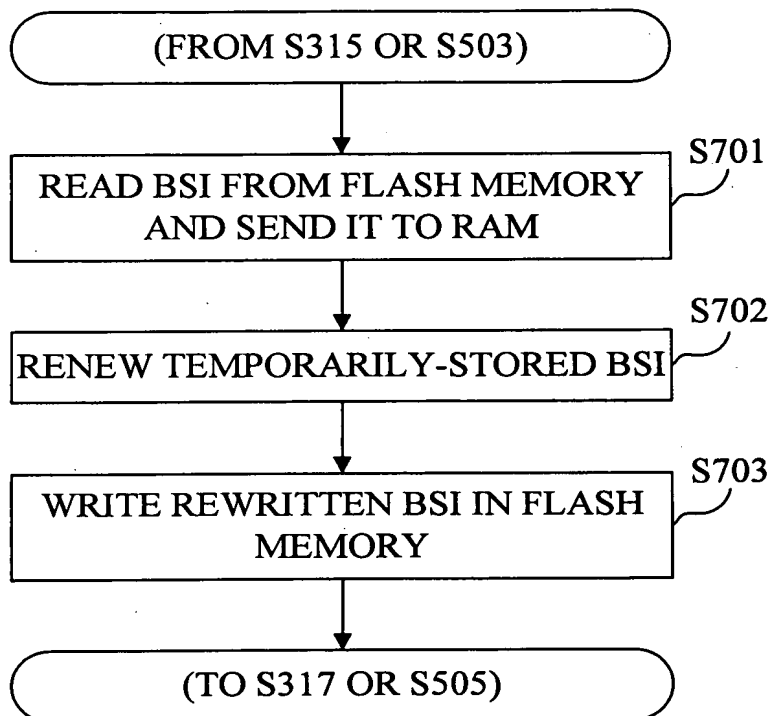 (FROM S315 OR S503)
S701
READ BSI FROM FLASH MEMORY
AND SEND IT TO RAM
S702
RENEW TEMPORARILY-STORED BSI
S703
WRITE REWRITTEN BSI IN FLASH
MEMORY
(TO S317 OR S505)